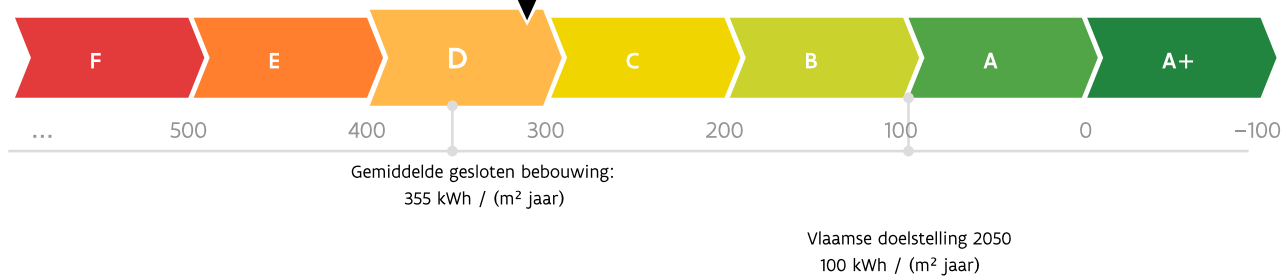 F E D C B A A+
... 500 400 300 200 100 0 −100
Gemiddelde gesloten bebouwing:
355 kWh / (m² jaar)
Vlaamse doelstelling 2050
100 kWh / (m² jaar)